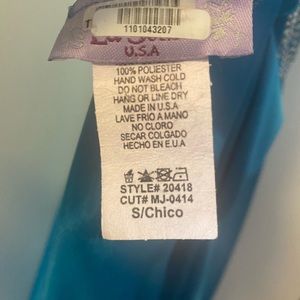 1101043207
U.S.A
100% POLIESTER
HAND WASH COLD
DO NOT BLEACH
HANG OR LINE DRY
MADE IN U.S.A
LAVE FRIO A MANO
NO CLORO
SECAR COLGADO
HECHO EN E.U.A
STYLE# 20418
CUT# MJ-0414
S/Chico